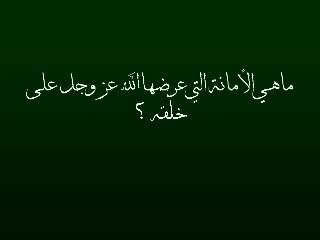 ماهي الأمانة التي عرضها الله عز وجل على
خلقه ؟